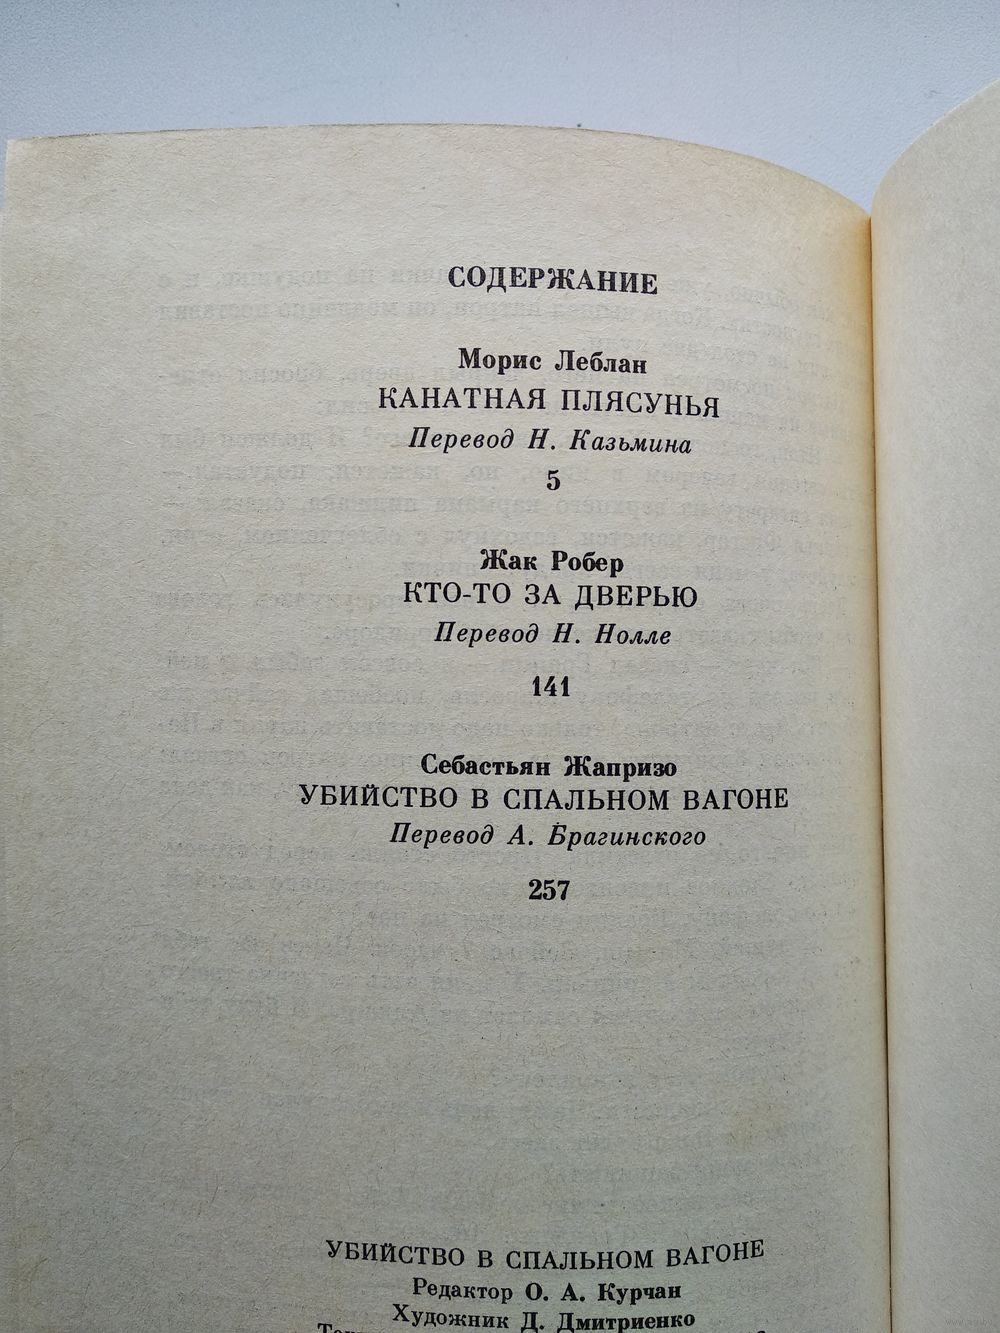 СОДЕРЖАНИЕ
Морис Леблан
КАНАТНАЯ ПЛЯСУНЬЯ
Перевод Н. Казьмина
5
Жак Робер
КТО-ТО ЗА ДВЕРЬЮ
Перевод Н. Нолле
141
Себастьян Жапризо
УБИЙСТВО В СПАЛЬНОМ ВАГОНЕ
Перевод А. Брагинского
257
УБИЙСТВО В СПАЛЬНОМ ВАГОНЕ
Редактор О. А. Курчан
Художник Д. Дмитриенко